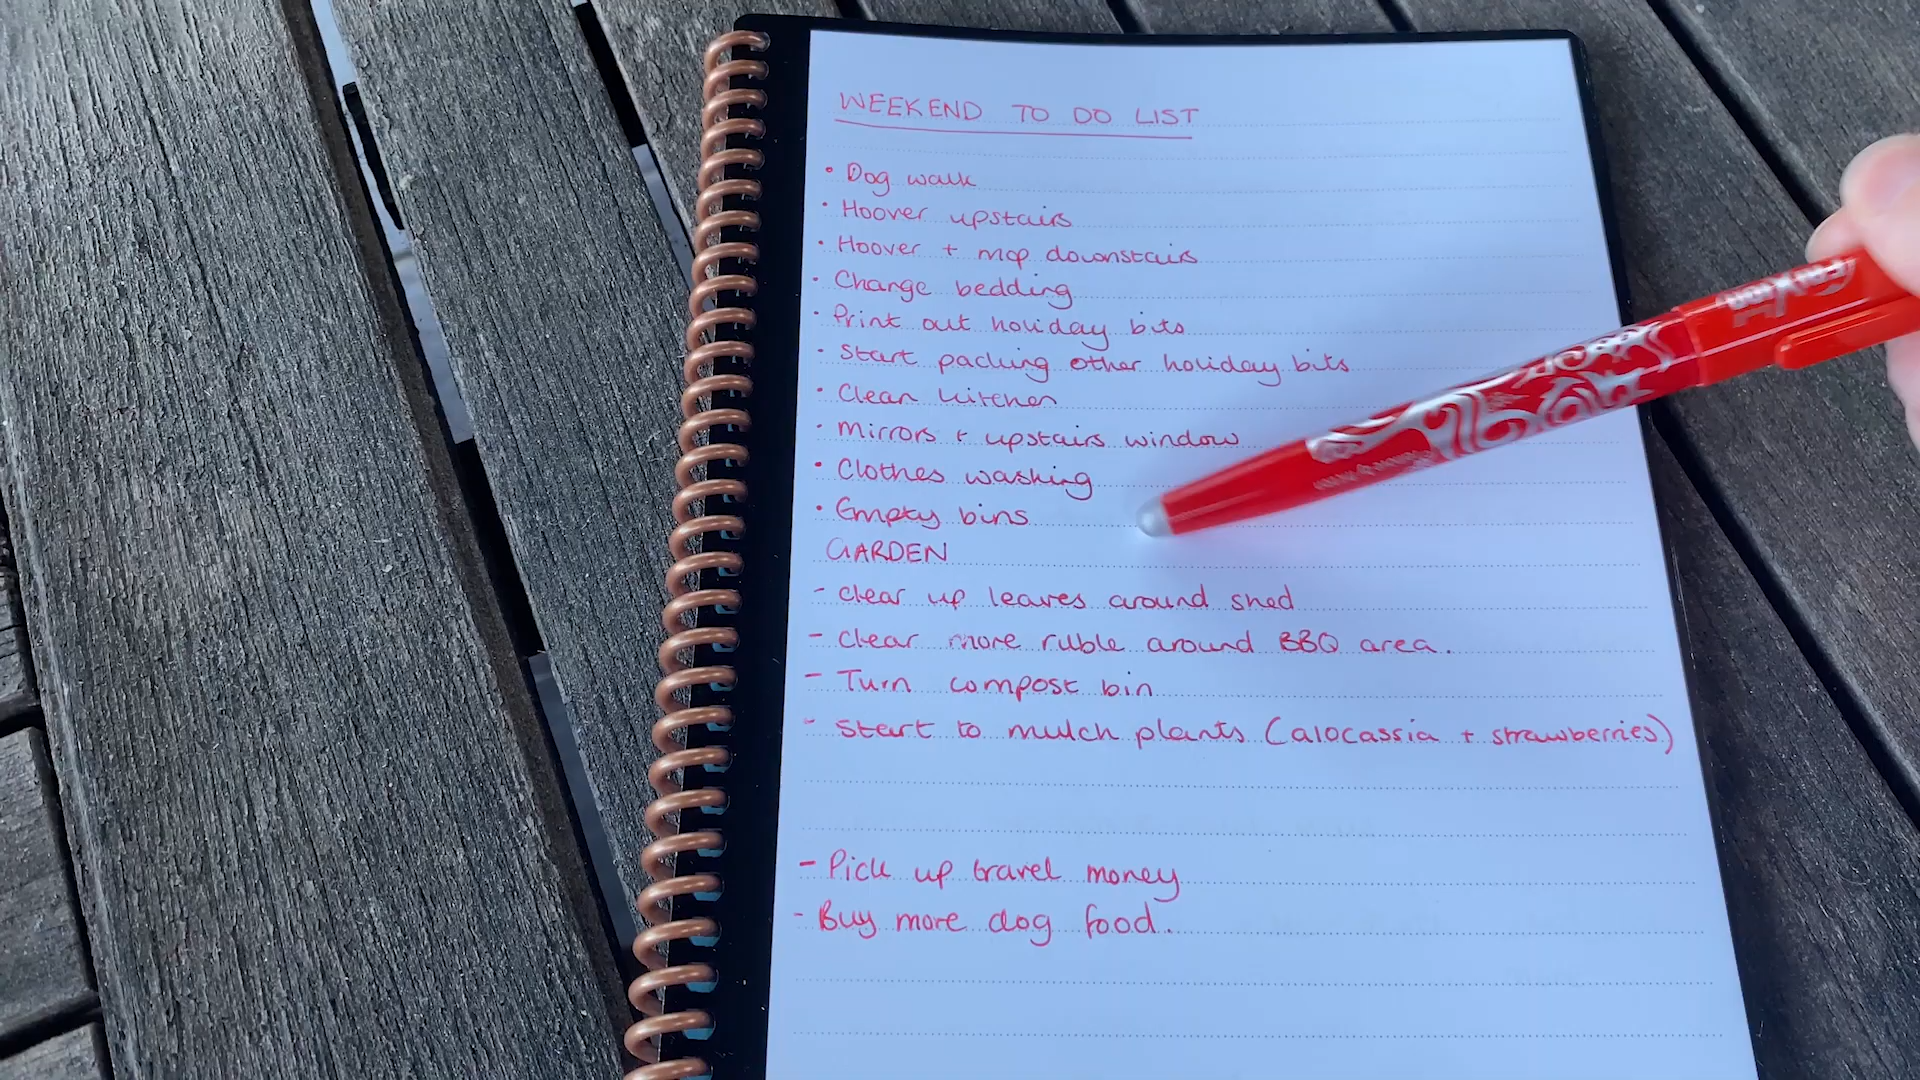 WEEKEND TO DO LIST
• Dog walk
• Hoover upstairs
• Hoover + mop downstairs
• Change bedding
• Print out holiday bits
• Start packing other holiday bits
• Clean kitchen
• Mirrors + upstairs window
• Clothes washing
• Empty bins
GARDEN
- Clear up leaves around shed
- Clear more ruble around BBQ area.
- Turn compost bin
- Start to mulch plants (alocassia + strawberries)
- Pick up travel money
- Buy more dog food.
FriXion